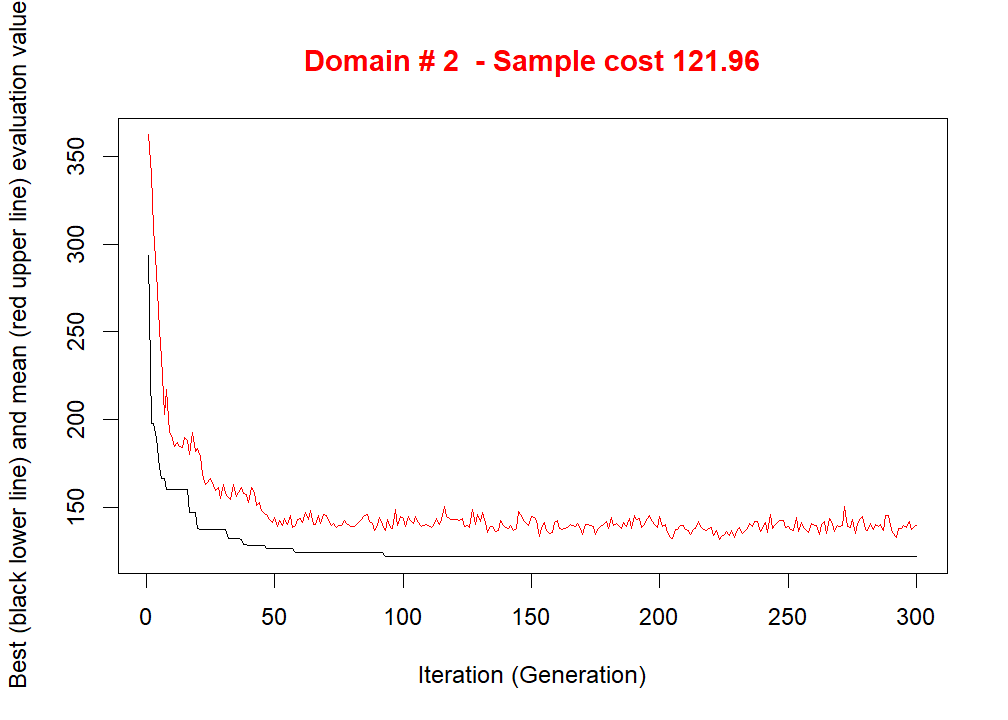 Domain # 2  - Sample cost 121.96
Best (black lower line) and mean (red upper line) evaluation value
350
300
250
200
150
0 50 100 150 200 250 300
Iteration (Generation)